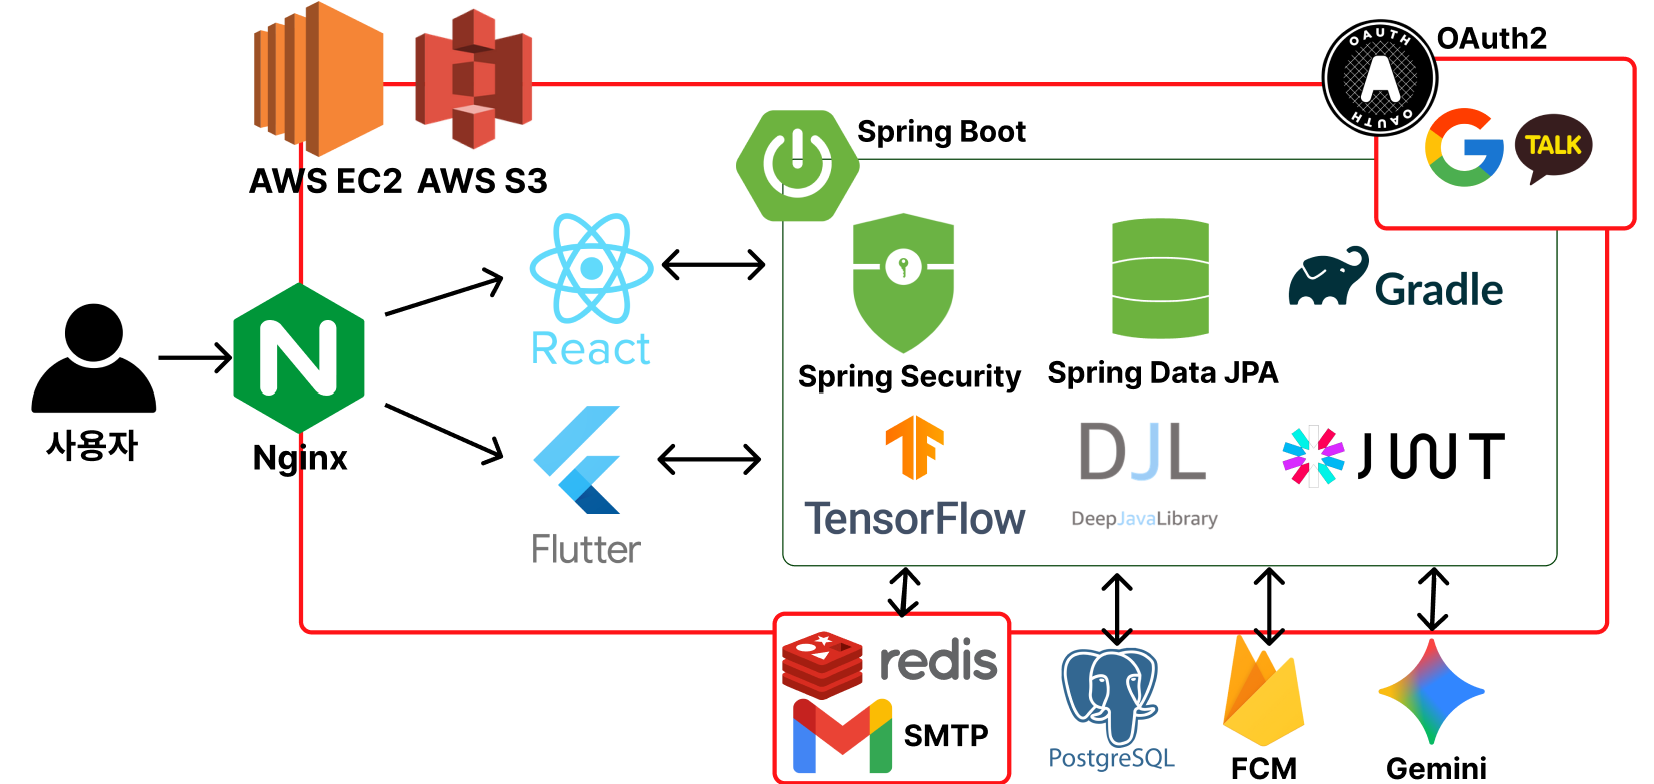 OAuth2
OAUTH
OAUTH
A
TALK
Spring Boot
AWS EC2
AWS S3
React
Gradle
Spring Security
Spring Data JPA
사용자
N
Nginx
TensorFlow
DJL
DeepJavaLibrary
JWT
Flutter
redis
SMTP
PostgreSQL
FCM
Gemini